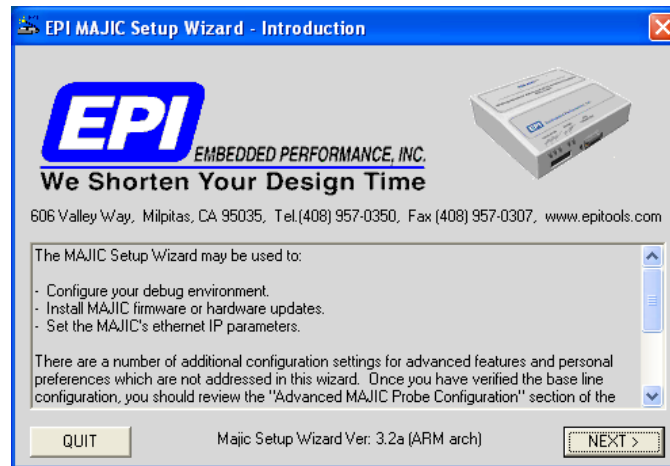 EPI MAJIC Setup Wizard - Introduction
EPI
EMBEDDED PERFORMANCE, INC.
We Shorten Your Design Time
606 Valley Way, Milpitas, CA 95035, Tel.(408) 957-0350, Fax (408) 957-0307, www.epitools.com
The MAJIC Setup Wizard may be used to:
- Configure your debug environment.
- Install MAJIC firmware or hardware updates.
- Set the MAJIC's ethernet IP parameters.
There are a number of additional configuration settings for advanced features and personal
preferences which are not addressed in this wizard. Once you have verified the base line
configuration, you should review the "Advanced MAJIC Probe Configuration" section of the
QUIT
Majic Setup Wizard Ver: 3.2a (ARM arch)
NEXT >